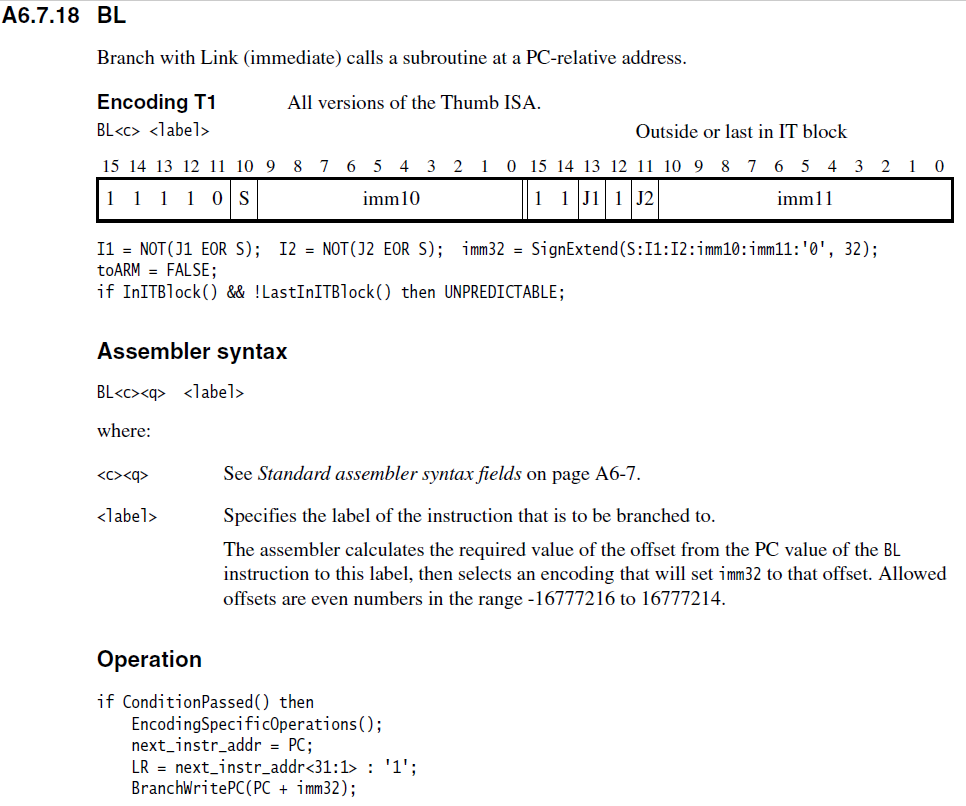 A6.7.18 BL
Branch with Link (immediate) calls a subroutine at a PC-relative address.
Encoding T1 All versions of the Thumb ISA.
BL<c> <label> Outside or last in IT block
15 14 13 12 11 10 9 8 7 6 5 4 3 2 1 0 15 14 13 12 11 10 9 8 7 6 5 4 3 2 1 0
1 1 1 1 0 S imm10 1 1 J1 1 J2 imm11
I1 = NOT(J1 EOR S); I2 = NOT(J2 EOR S); imm32 = SignExtend(S:I1:I2:imm10:imm11:'0', 32);
toARM = FALSE;
if InITBlock() && !LastInITBlock() then UNPREDICTABLE;
Assembler syntax
BL<c><q> <label>
where:
<c><q> See Standard assembler syntax fields on page A6-7.
<label> Specifies the label of the instruction that is to be branched to.
The assembler calculates the required value of the offset from the PC value of the BL
instruction to this label, then selects an encoding that will set imm32 to that offset. Allowed
offsets are even numbers in the range -16777216 to 16777214.
Operation
if ConditionPassed() then
EncodingSpecificOperations();
next_instr_addr = PC;
LR = next_instr_addr<31:1> : '1';
BranchWritePC(PC + imm32);